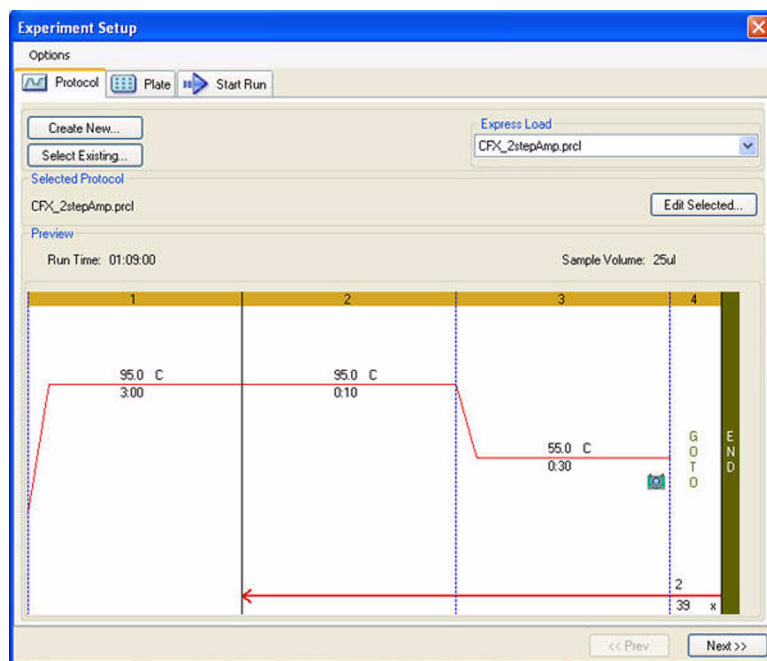 Experiment Setup
Options
Protocol Plate Start Run
Create New...
Select Existing...
Express Load
CFX_2stepAmp.prcl
Selected Protocol
CFX_2stepAmp.prcl
Edit Selected...
Preview
Run Time: 01:09:00 Sample Volume: 25ul
1 2 3 4
95.0 C 95.0 C
3:00 0:10
55.0 C
0:30
GOTO
END
2
39 x
<< Prev Next >>